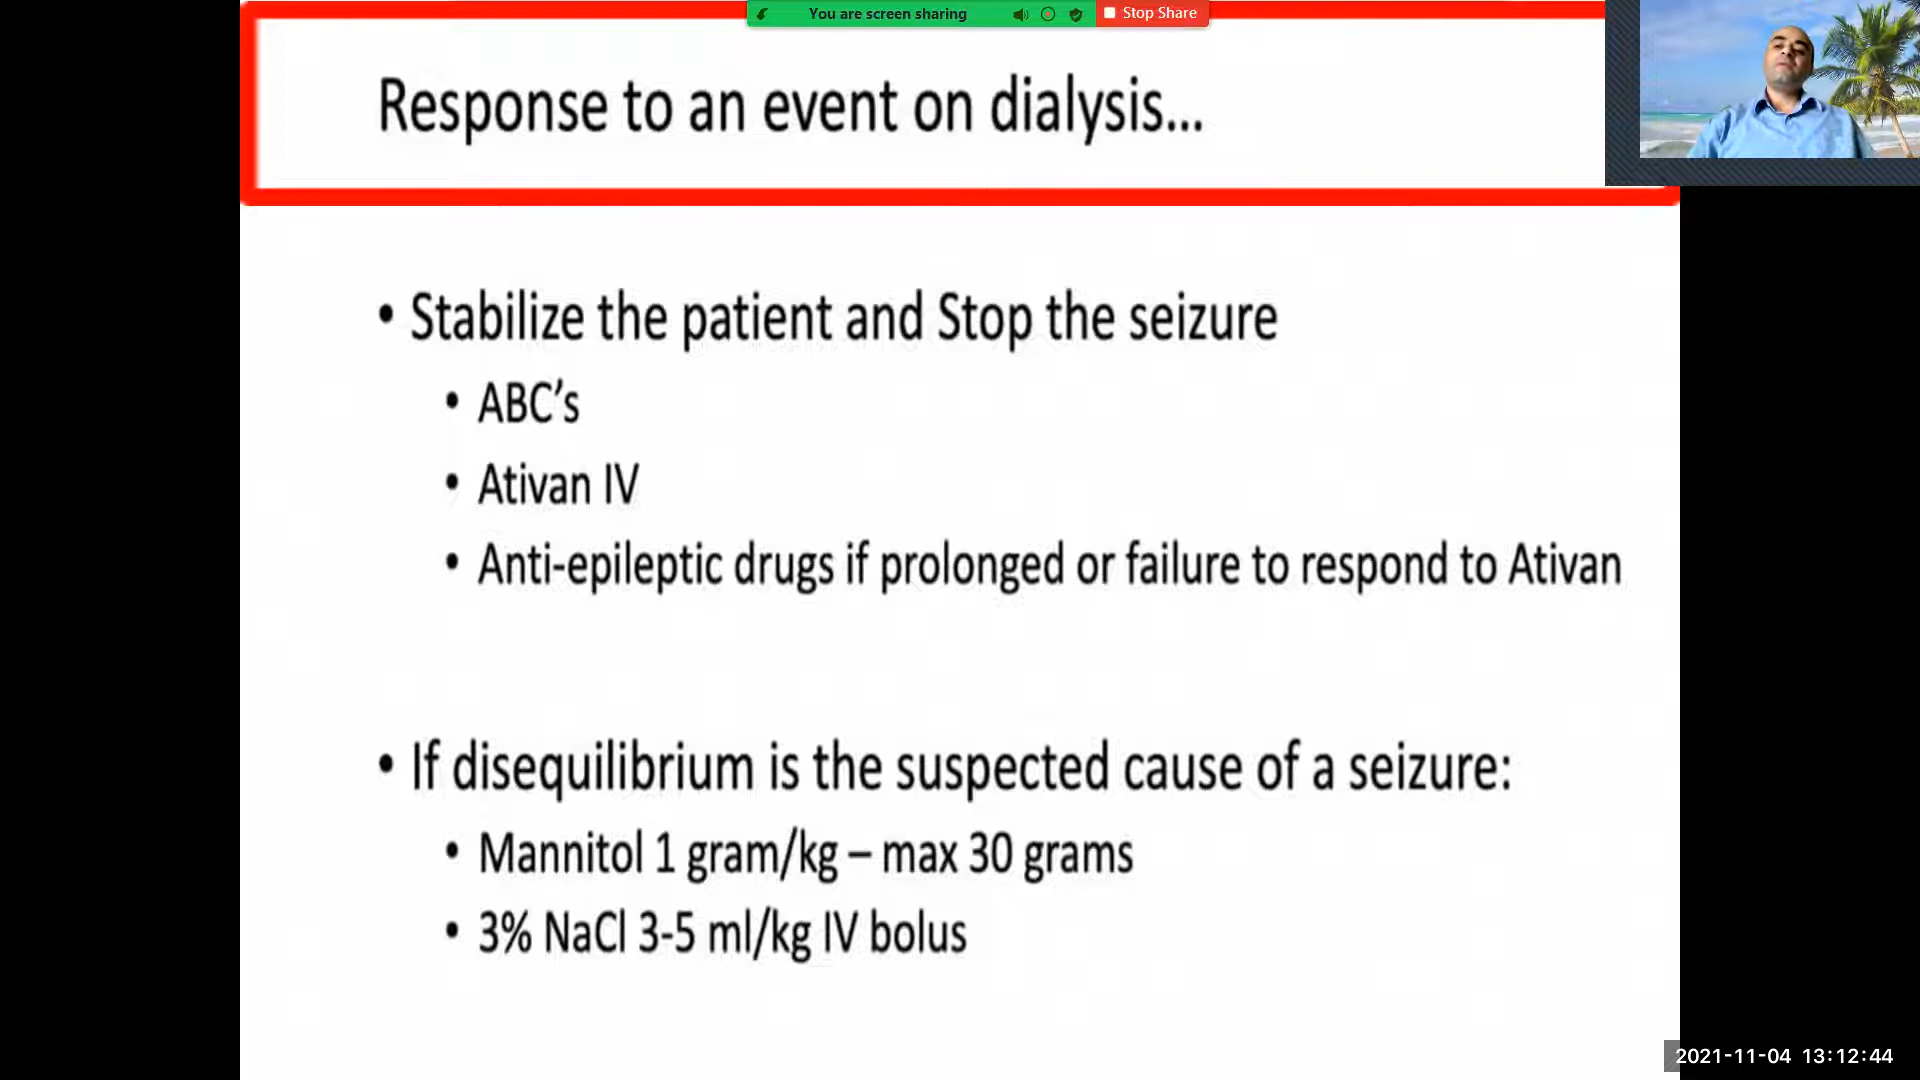 You are screen sharing
Stop Share
Response to an event on dialysis...
• Stabilize the patient and Stop the seizure
• ABC’s
• Ativan IV
• Anti-epileptic drugs if prolonged or failure to respond to Ativan
• If disequilibrium is the suspected cause of a seizure:
• Mannitol 1 gram/kg – max 30 grams
• 3% NaCl 3-5 ml/kg IV bolus
2021-11-04 13:12:44